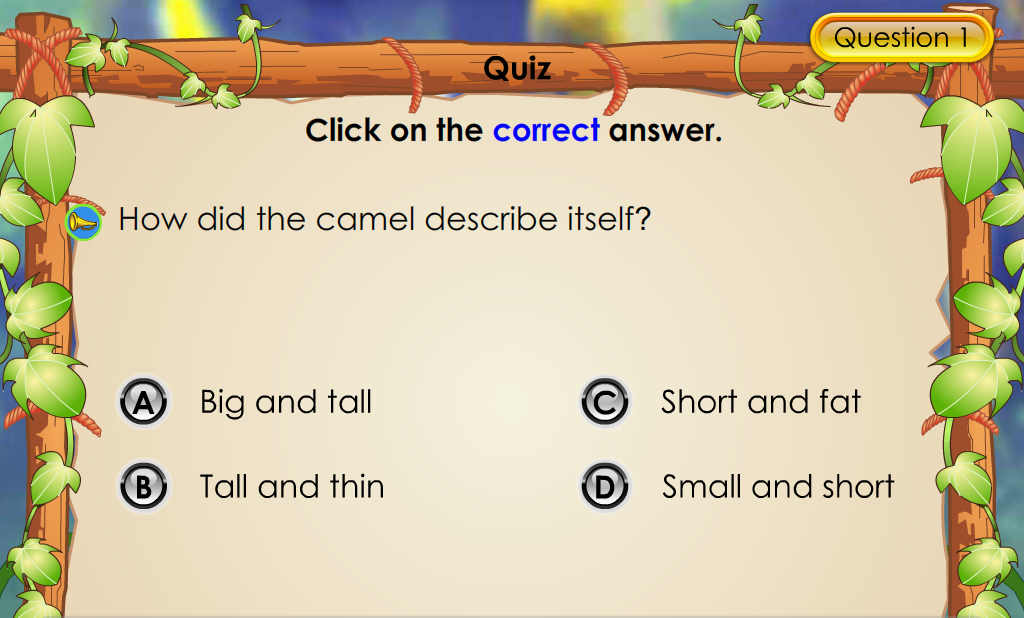 Question 1
Quiz
Click on the correct answer.
How did the camel describe itself?
A Big and tall
B Tall and thin
C Short and fat
D Small and short